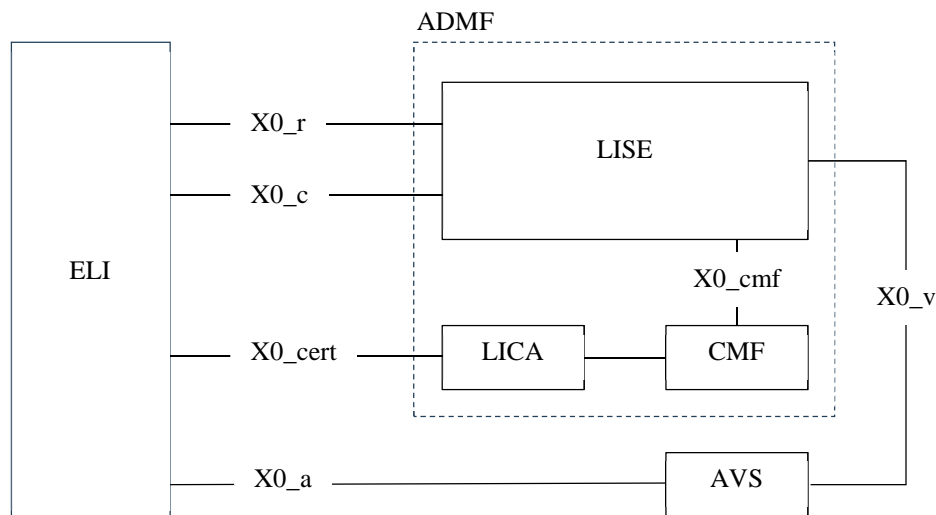 ADMF
X0_r
LISE
X0_c
ELI
X0_cmf
X0_v
X0_cert
LICA
CMF
X0_a
AVS